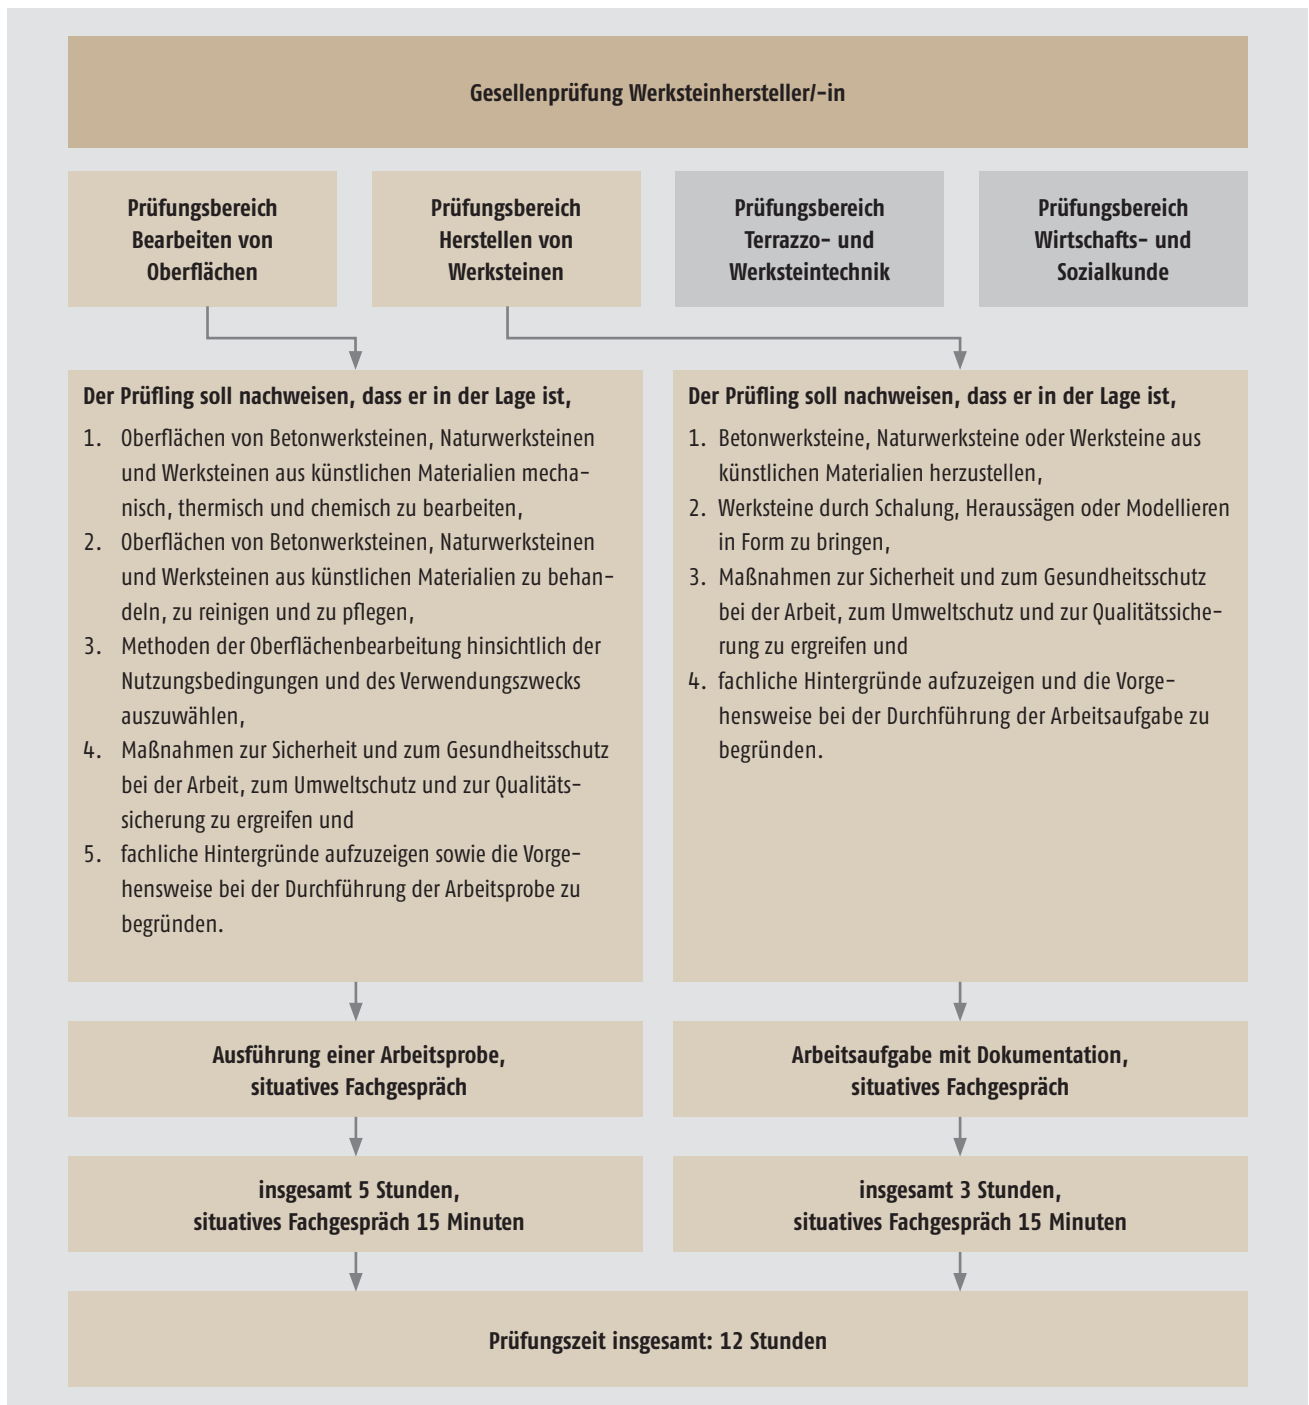 Gesellenprüfung Werksteinhersteller/-in
Prüfungsbereich
Bearbeiten von
Oberflächen
Prüfungsbereich
Herstellen von
Werksteinen
Prüfungsbereich
Terrazzo- und
Werksteintechnik
Prüfungsbereich
Wirtschafts- und
Sozialkunde
Der Prüfling soll nachweisen, dass er in der Lage ist,
1. Oberflächen von Betonwerksteinen, Naturwerksteinen
und Werksteinen aus künstlichen Materialien mecha-
nisch, thermisch und chemisch zu bearbeiten,
2. Oberflächen von Betonwerksteinen, Naturwerksteinen
und Werksteinen aus künstlichen Materialien zu behan-
deln, zu reinigen und zu pflegen,
3. Methoden der Oberflächenbearbeitung hinsichtlich der
Nutzungsbedingungen und des Verwendungszwecks
auszuwählen,
4. Maßnahmen zur Sicherheit und zum Gesundheitsschutz
bei der Arbeit, zum Umweltschutz und zur Qualitäts-
sicherung zu ergreifen und
5. fachliche Hintergründe aufzuzeigen sowie die Vorge-
hensweise bei der Durchführung der Arbeitsprobe zu
begründen.
Der Prüfling soll nachweisen, dass er in der Lage ist,
1. Betonwerksteine, Naturwerksteine oder Werksteine aus
künstlichen Materialien herzustellen,
2. Werksteine durch Schalung, Heraussägen oder Modellieren
in Form zu bringen,
3. Maßnahmen zur Sicherheit und zum Gesundheitsschutz
bei der Arbeit, zum Umweltschutz und zur Qualitätssiche-
rung zu ergreifen und
4. fachliche Hintergründe aufzuzeigen und die Vorge-
hensweise bei der Durchführung der Arbeitsaufgabe zu
begründen.
Ausführung einer Arbeitsprobe,
situatives Fachgespräch
Arbeitsaufgabe mit Dokumentation,
situatives Fachgespräch
insgesamt 5 Stunden,
situatives Fachgespräch 15 Minuten
insgesamt 3 Stunden,
situatives Fachgespräch 15 Minuten
Prüfungszeit insgesamt: 12 Stunden